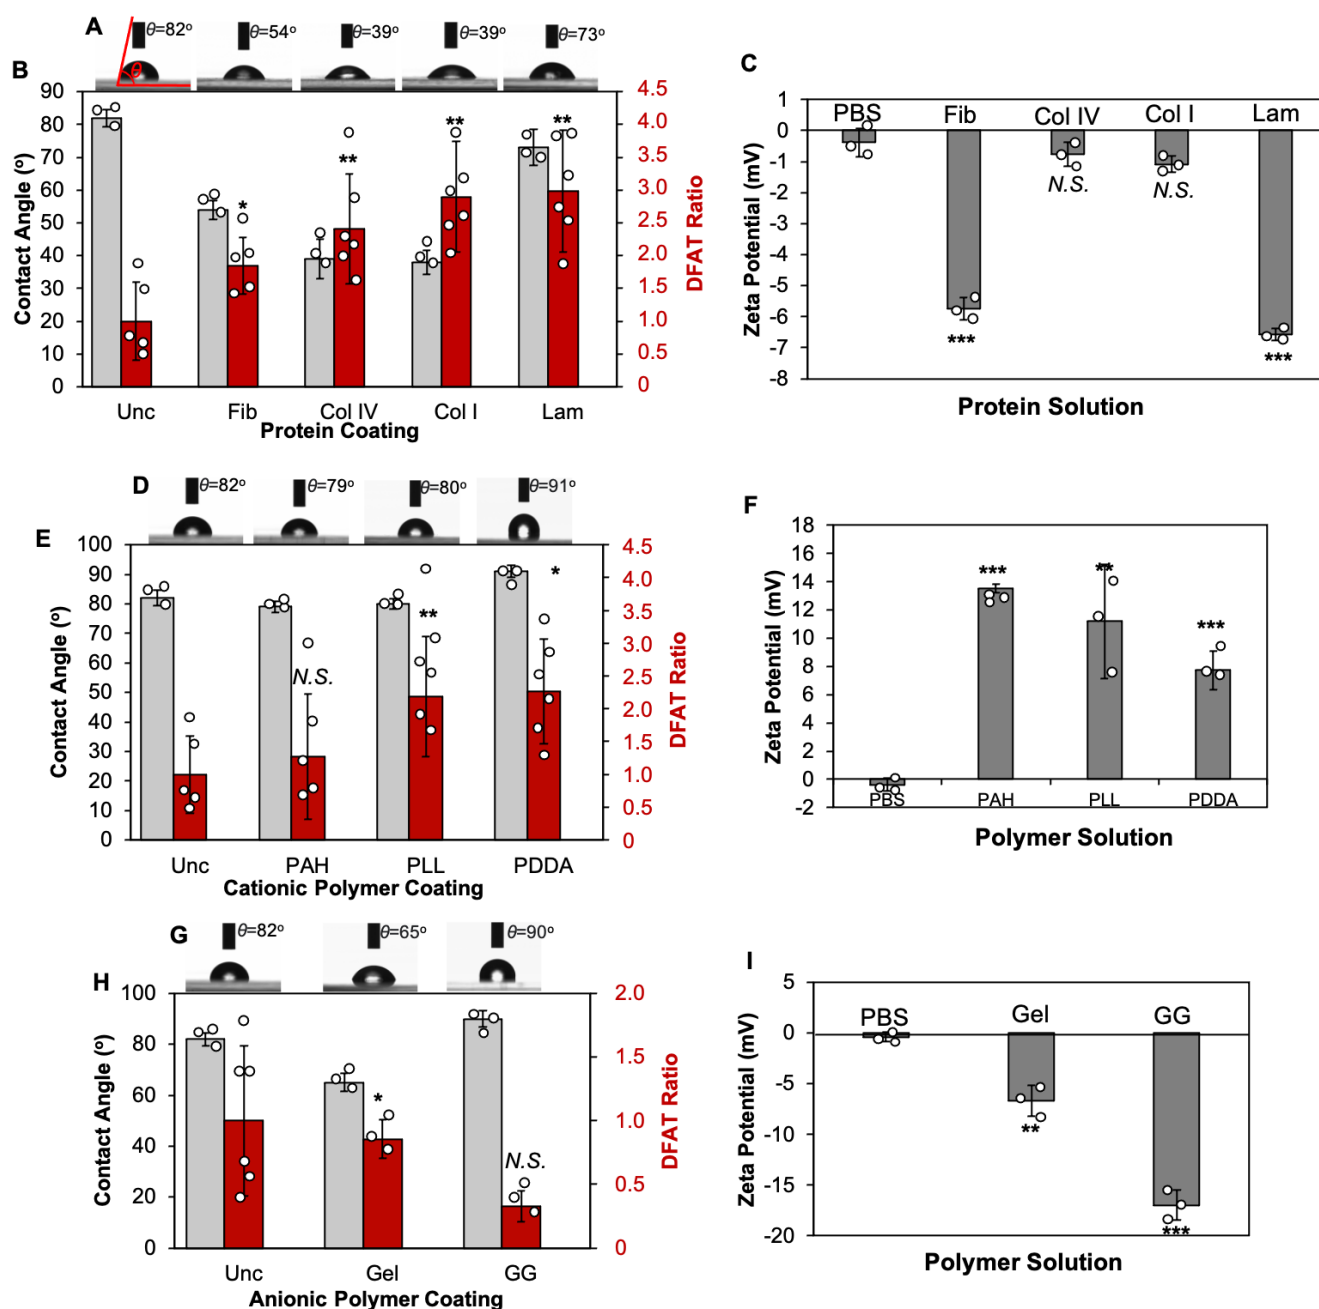 A
θ=82°
θ=54°
θ=39°
θ=39°
θ=73°
θ
B
90
80
70
60
50
40
30
20
10
0
Contact Angle (°)
4.5
4.0
3.5
3.0
2.5
2.0
1.5
1.0
0.5
0
DFAT Ratio
*
**
**
**
Unc
Fib
Col IV
Col I
Lam
Protein Coating
C
1
0
-1
-2
-3
-4
-5
-6
-7
-8
Zeta Potential (mV)
PBS
Fib
Col IV
Col I
Lam
N.S.
N.S.
***
***
Protein Solution
D
θ=82°
θ=79°
θ=80°
θ=91°
E
100
90
80
70
60
50
40
30
20
10
0
Contact Angle (°)
4.5
4.0
3.5
3.0
2.5
2.0
1.5
1.0
0.5
0
DFAT Ratio
N.S.
**
*
Unc
PAH
PLL
PDDA
Cationic Polymer Coating
F
18
16
14
12
10
8
6
4
2
0
-2
Zeta Potential (mV)
***
**
***
PBS
PAH
PLL
PDDA
Polymer Solution
G
θ=82°
θ=65°
θ=90°
H
100
80
60
40
20
0
Contact Angle (°)
2.0
1.5
1.0
0.5
0
DFAT Ratio
*
N.S.
Unc
Gel
GG
Anionic Polymer Coating
I
5
0
-5
-10
-15
-20
Zeta Potential (mV)
PBS
Gel
GG
**
***
Polymer Solution